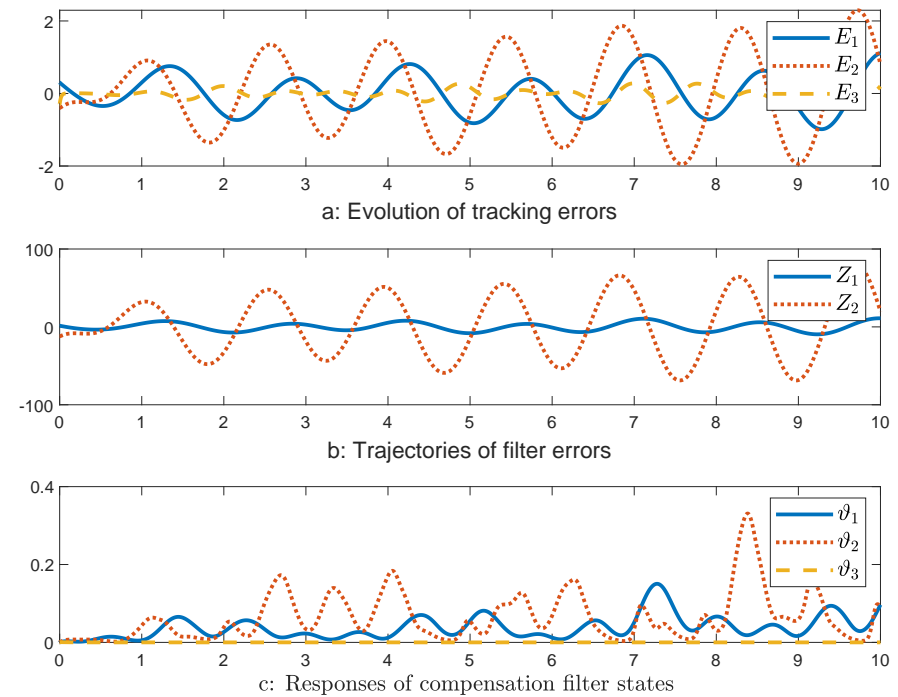 2
0
-2
E1
E2
E3
0 1 2 3 4 5 6 7 8 9 10
a: Evolution of tracking errors
100
0
-100
Z1
Z2
0 1 2 3 4 5 6 7 8 9 10
b: Trajectories of filter errors
0.4
0.2
0
ϑ1
ϑ2
ϑ3
0 1 2 3 4 5 6 7 8 9 10
c: Responses of compensation filter states